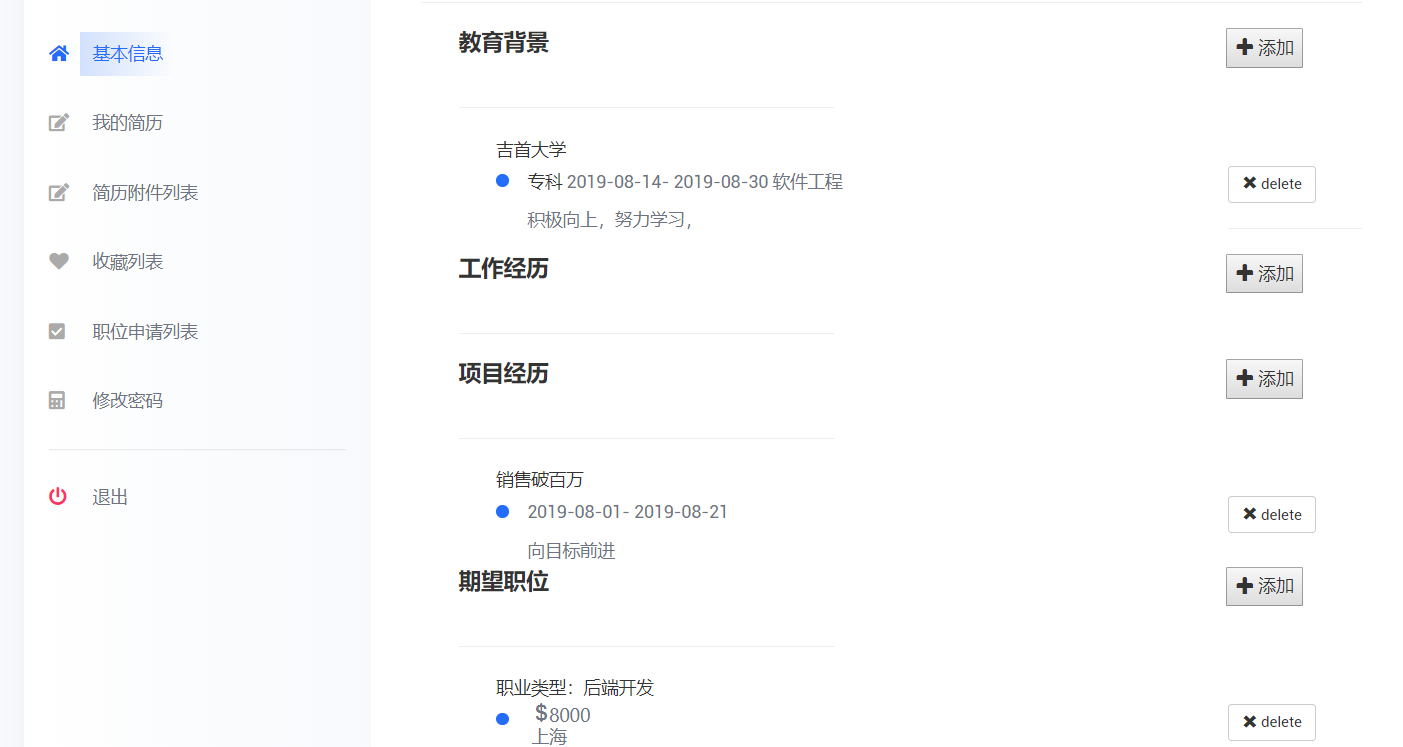 基本信息
我的简历
简历附件列表
收藏列表
职位申请列表
修改密码
退出
教育背景
添加
吉首大学
专科 2019-08-14- 2019-08-30 软件工程
delete
积极向上，努力学习，
工作经历
添加
项目经历
添加
销售破百万
2019-08-01- 2019-08-21
delete
向目标前进
期望职位
添加
职业类型：后端开发
$8000
delete
上海